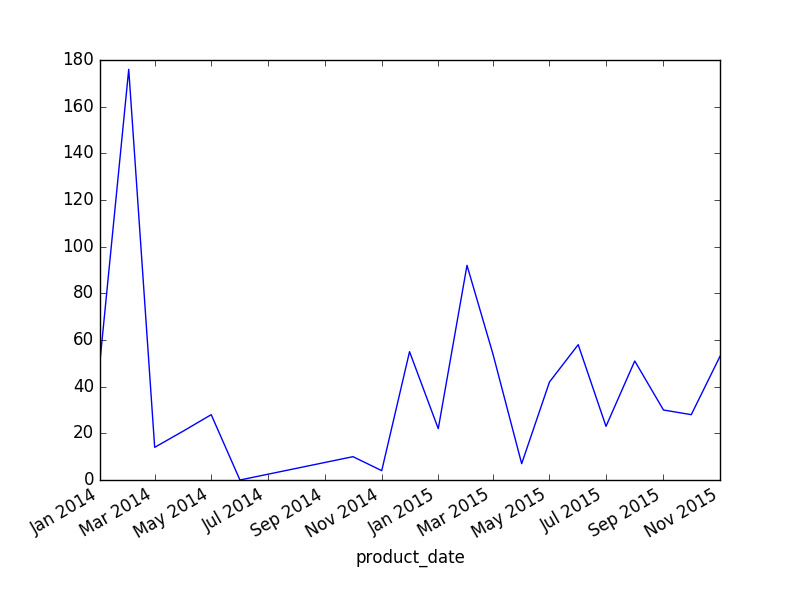 180
160
140
120
100
80
60
40
20
0
Jan 2014
Mar 2014
May 2014
Jul 2014
Sep 2014
Nov 2014
Jan 2015
Mar 2015
May 2015
Jul 2015
Sep 2015
Nov 2015
product_date